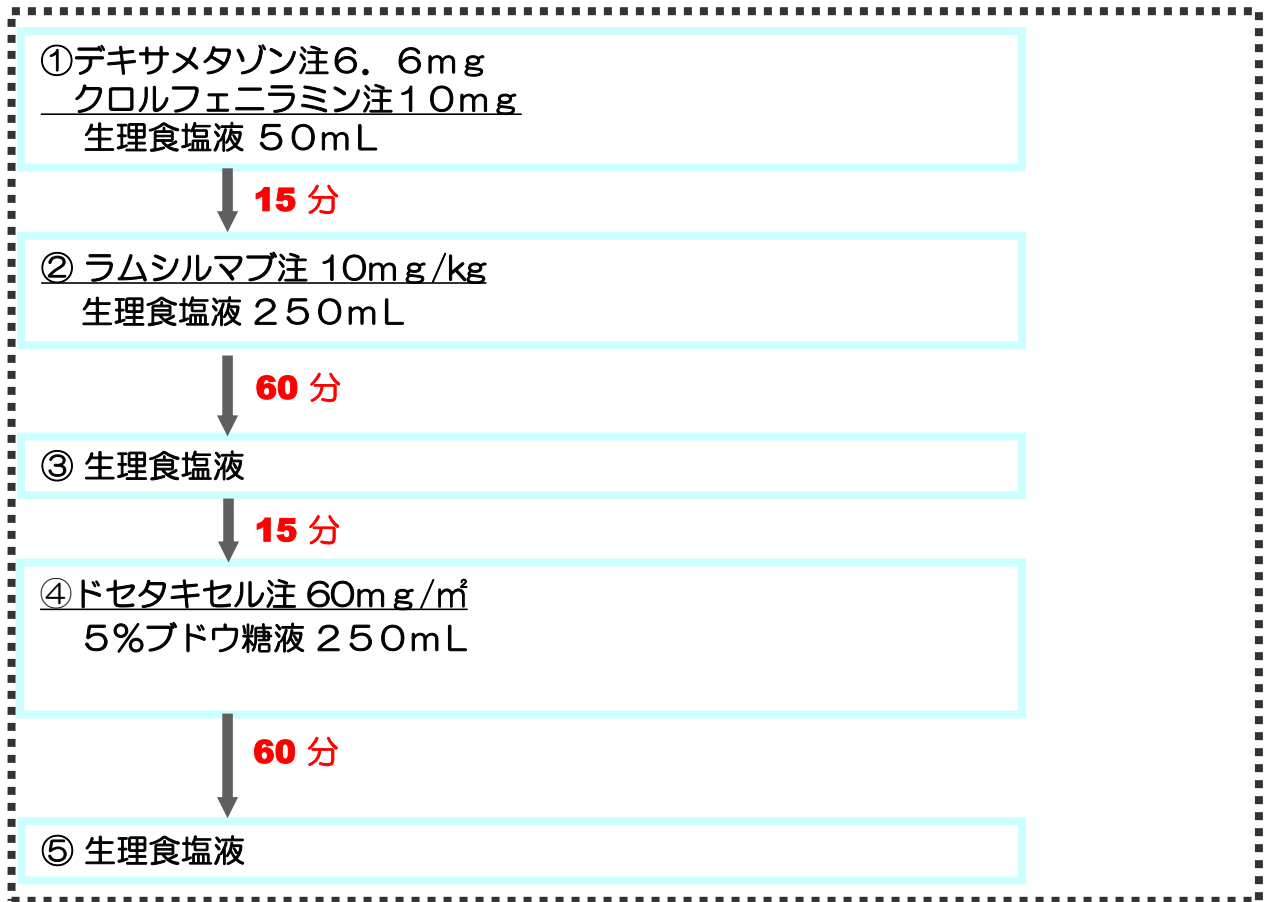 ①デキサメタゾン注６．６ｍｇ
クロルフェニラミン注１０ｍｇ
生理食塩液 ５０ｍＬ
15 分
② ラムシルマブ注 10ｍｇ/kg
生理食塩液 ２５０ｍＬ
60 分
③ 生理食塩液
15 分
④ドセタキセル注 60ｍｇ/㎡
５％ブドウ糖液 ２５０ｍＬ
60 分
⑤ 生理食塩液